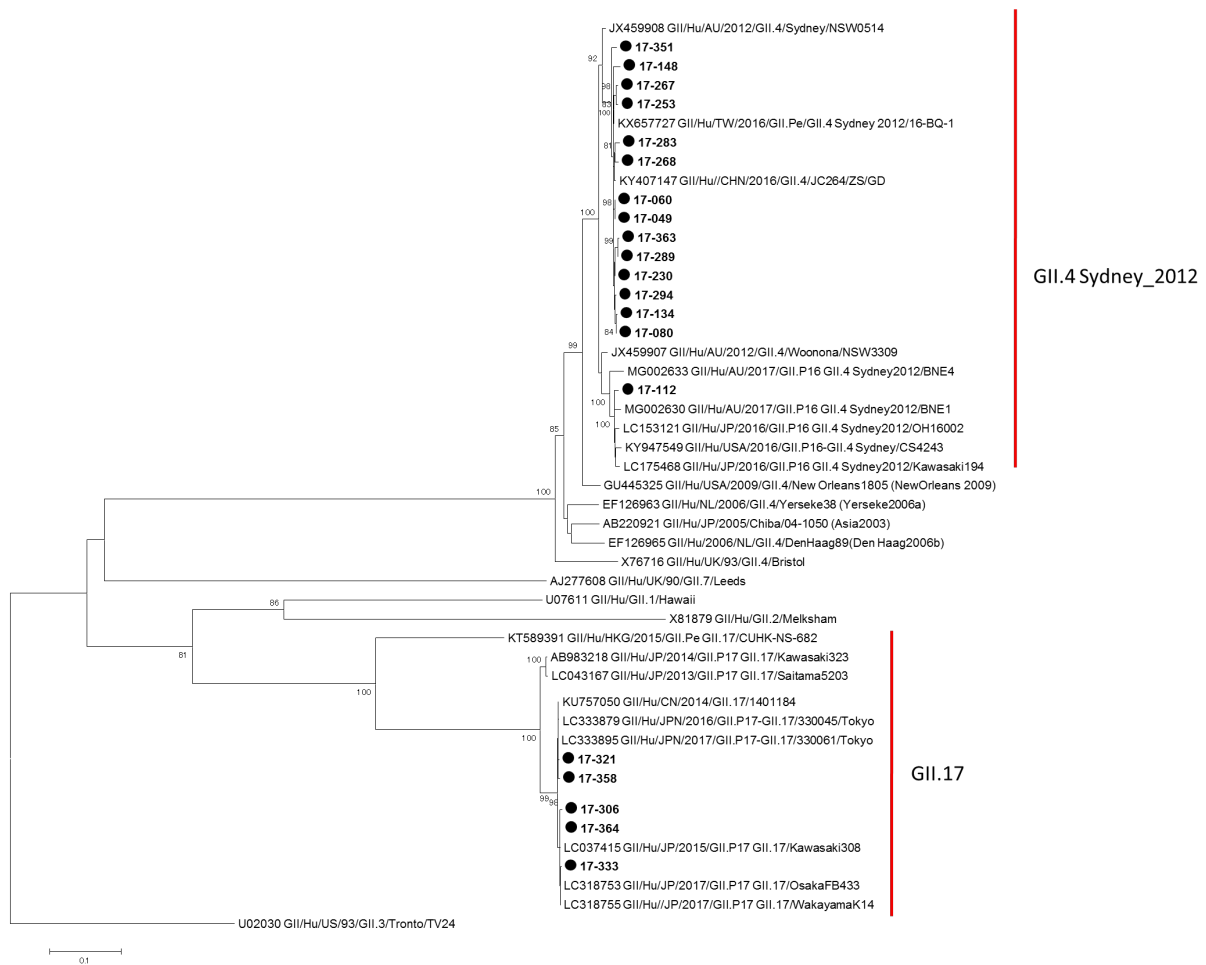 JX459908 GII/Hu/AU/2012/GII.4/Sydney/NSW0514
17-351
92
17-148
98
17-267
83
17-253
100
KX657727 GII/Hu/TW/2016/GII.Pe/GII.4 Sydney 2012/16-BQ-1
17-283
81
17-268
KY407147 GII/Hu//CHN/2016/GII.4/JC264/ZS/GD
98
17-060
100
17-049
17-363
99
17-289
17-230
GII.4 Sydney_2012
17-294
17-134
84
17-080
99
JX459907 GII/Hu/AU/2012/GII.4/Woonona/NSW3309
MG002633 GII/Hu/AU/2017/GII.P16 GII.4 Sydney2012/BNE4
17-112
100
MG002630 GII/Hu/AU/2017/GII.P16 GII.4 Sydney2012/BNE1
100
LC153121 GII/Hu/JP/2016/GII.P16 GII.4 Sydney2012/OH16002
85
KY947549 GII/Hu/USA/2016/GII.P16-GII.4 Sydney/CS4243
LC175468 GII/Hu/JP/2016/GII.P16 GII.4 Sydney2012/Kawasaki194
GU445325 GII/Hu/USA/2009/GII.4/New Orleans1805 (NewOrleans 2009)
100
EF126963 GII/Hu/NL/2006/GII.4/Yerseke38 (Yerseke2006a)
AB220921 GII/Hu/JP/2005/Chiba/04-1050 (Asia2003)
EF126965 GII/Hu/2006/NL/GII.4/DenHaag89(Den Haag2006b)
X76716 GII/Hu/UK/93/GII.4/Bristol
AJ277608 GII/Hu/UK/90/GII.7/Leeds
86
U07611 GII/Hu/GII.1/Hawaii
X81879 GII/Hu/GII.2/Melksham
KT589391 GII/Hu/HKG/2015/GII.Pe GII.17/CUHK-NS-682
81
AB983218 GII/Hu/JP/2014/GII.P17 GII.17/Kawasaki323
100
LC043167 GII/Hu/JP/2013/GII.P17 GII.17/Saitama5203
100
KU757050 GII/Hu/CN/2014/GII.17/1401184
LC333879 GII/Hu/JPN/2016/GII.P17-GII.17/330045/Tokyo
100
LC333895 GII/Hu/JPN/2017/GII.P17-GII.17/330061/Tokyo
17-321
GII.17
17-358
99
96
17-306
17-364
LC037415 GII/Hu/JP/2015/GII.P17 GII.17/Kawasaki308
17-333
LC318753 GII/Hu/JP/2017/GII.P17 GII.17/OsakaFB433
LC318755 GII/Hu//JP/2017/GII.P17 GII.17/WakayamaK14
U02030 GII/Hu/US/93/GII.3/Tronto/TV24
0.1